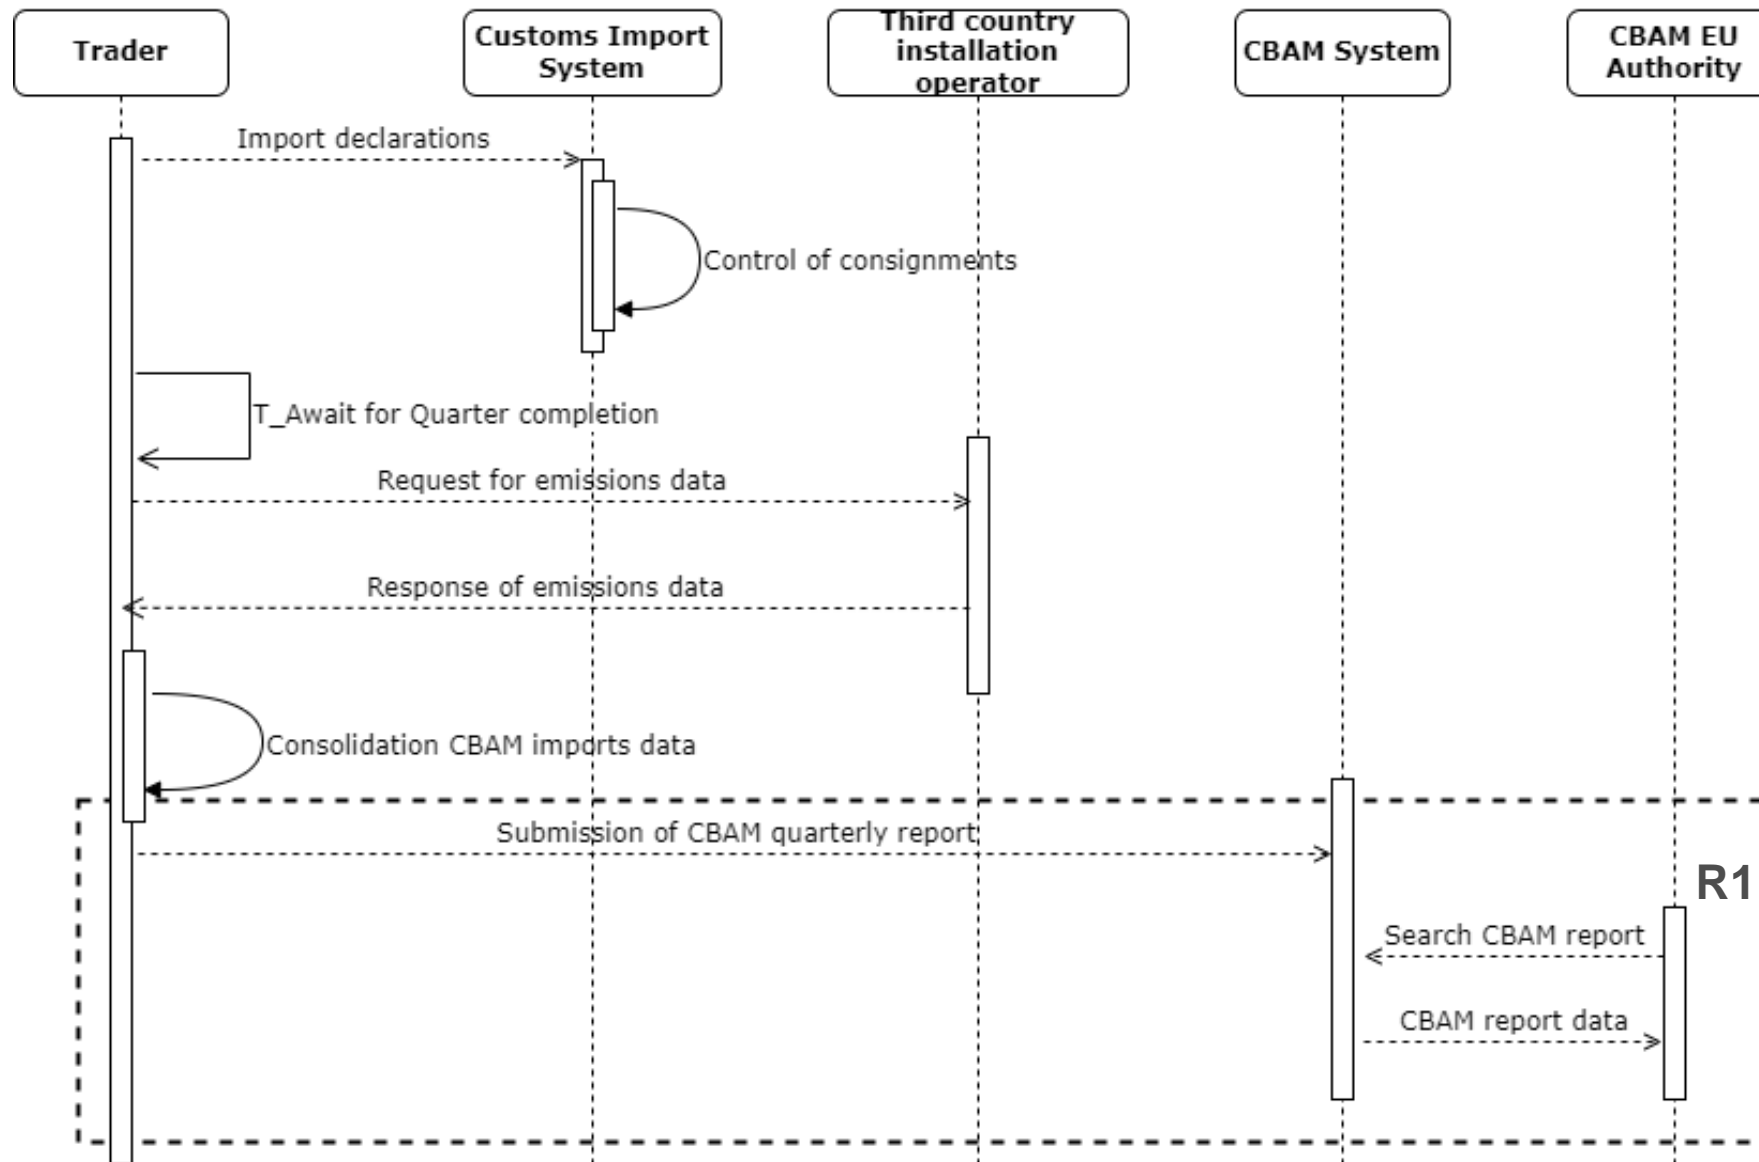 Trader
Customs Import
System
Third country
installation
operator
CBAM System
CBAM EU
Authority
Import declarations
Control of consignments
T_Await for Quarter completion
Request for emissions data
Response of emissions data
Consolidation CBAM imports data
Submission of CBAM quarterly report
R1
Search CBAM report
CBAM report data